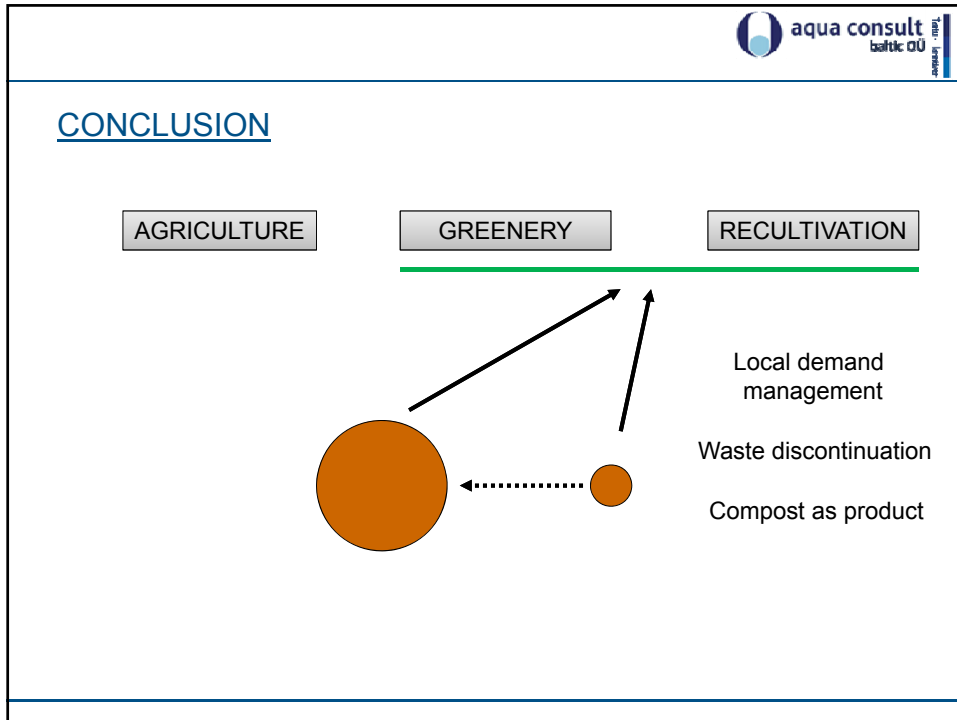 aqua consult
baltic OÜ
CONCLUSION
AGRICULTURE
GREENERY
RECULTIVATION
Local demand
management
Waste discontinuation
Compost as product